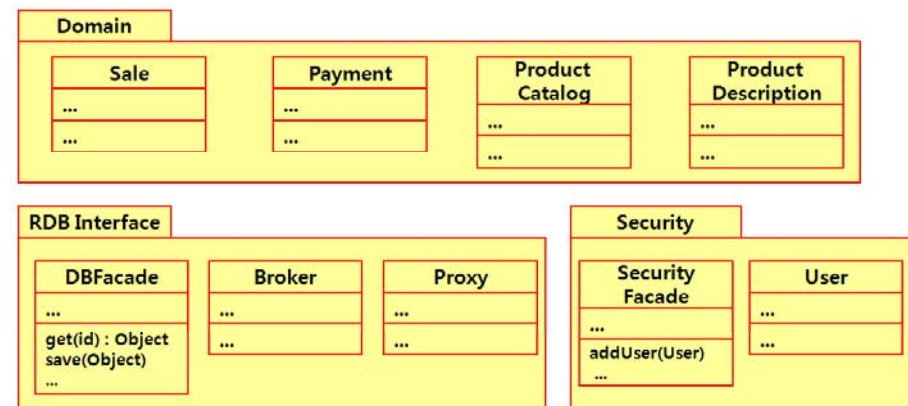 Domain
Sale
...
...
Payment
...
...
Product
Catalog
...
...
Product
Description
...
...
RDB Interface
DBFacade
...
get(id) : Object
save(Object)
...
Broker
...
...
Proxy
...
...
Security
Security
Facade
...
addUser(User)
...
User
...
...